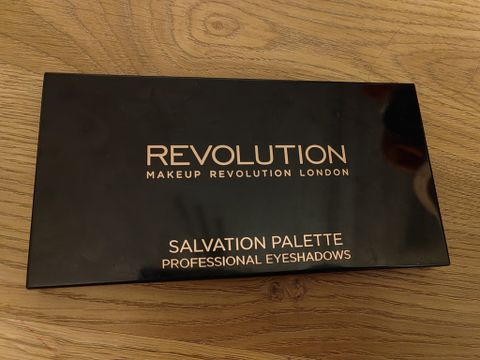 REVOLUTION
MAKEUP REVOLUTION LONDON
SALVATION PALETTE
PROFESSIONAL EYESHADOWS